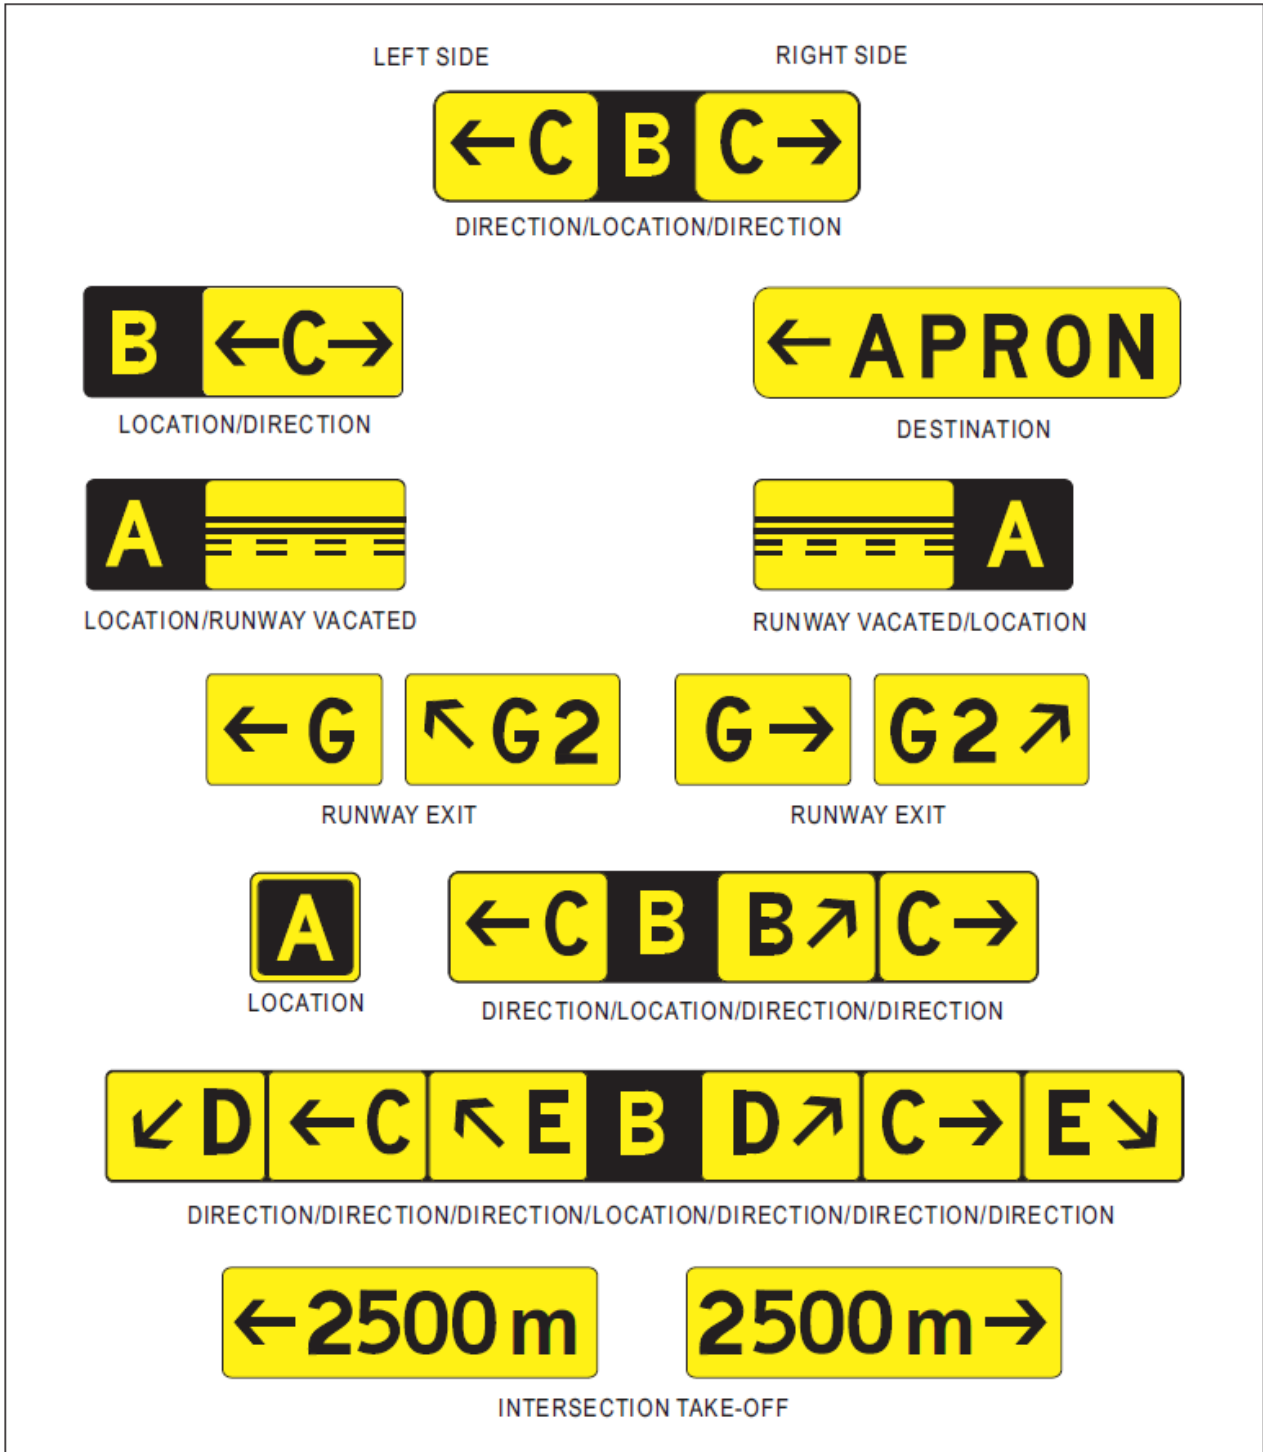 LEFT SIDE RIGHT SIDE
←C B C→
DIRECTION/LOCATION/DIRECTION
B ←C→ ←APRON
LOCATION/DIRECTION DESTINATION
A A
LOCATION/RUNWAY VACATED RUNWAY VACATED/LOCATION
←G ↖G2 G→ G2↗
RUNWAY EXIT RUNWAY EXIT
A ←C B B↗ C→
LOCATION DIRECTION/LOCATION/DIRECTION/DIRECTION
↙D ←C ↖E B D↗ C→ E↘
DIRECTION/DIRECTION/DIRECTION/LOCATION/DIRECTION/DIRECTION/DIRECTION
←2500m 2500m→
INTERSECTION TAKE-OFF